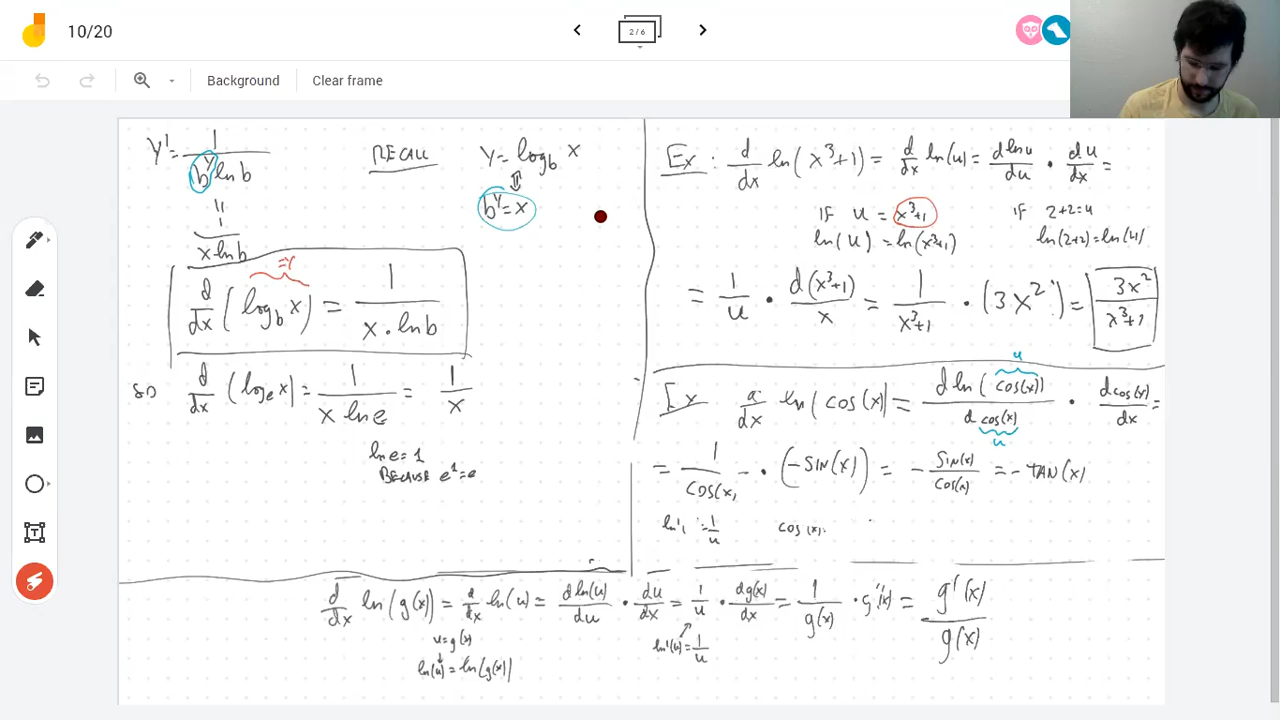 10/20
2/6
Background
Clear frame
y' = 1 / (b^y ln b)
"
1 / (x ln b)
RECALL
y = log_b x
⇕
b^y = x
=y
d/dx (log_b x) = 1 / (x · ln b)
so d/dx (log_e x) = 1 / (x ln e) = 1/x
ln e = 1
BECAUSE e^1 = e
Ex: d/dx ln(x^3+1) = d/dx ln(u) = d ln u / du · du/dx =
IF u = x^3+1
ln(u) = ln(x^3+1)
IF 2+2=4
ln(2+2) = ln(4)
= 1/u · d(x^3+1)/x = 1/(x^3+1) · (3x^2) = 3x^2 / (x^3+1)
u
Ex d/dx ln(cos(x)) = d ln(cos(x)) / d cos(x) · d cos(x)/dx =
u
= 1/cos(x) · (-SIN(x)) = - SIN(x)/COS(x) = - TAN(x)
ln' = 1/u cos(x)
d/dx ln(g(x)) = d/dx ln(u) = d ln(u)/du · du/dx = 1/u · dg(x)/dx = 1/g(x) · g'(x) = g'(x)/g(x)
u = g(x)
ln(u) = ln(g(x))
ln'(u) = 1/u